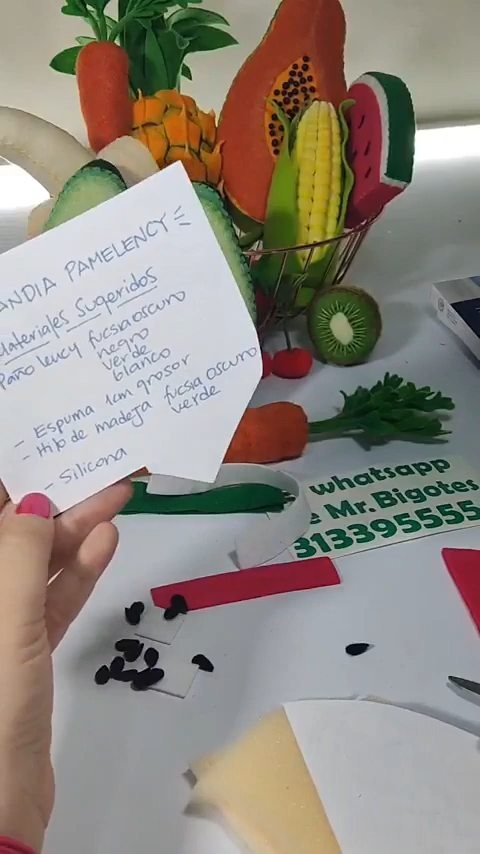 ANDIA PAMELENCY
Materiales Sugeridos
Paño lency fucsia oscuro
negro
verde
blanco
- Espuma 1cm grosor
- Hilo de madeja fucsia oscuro
verde
- Silicona
whatsapp
e Mr. Bigotes
313395555